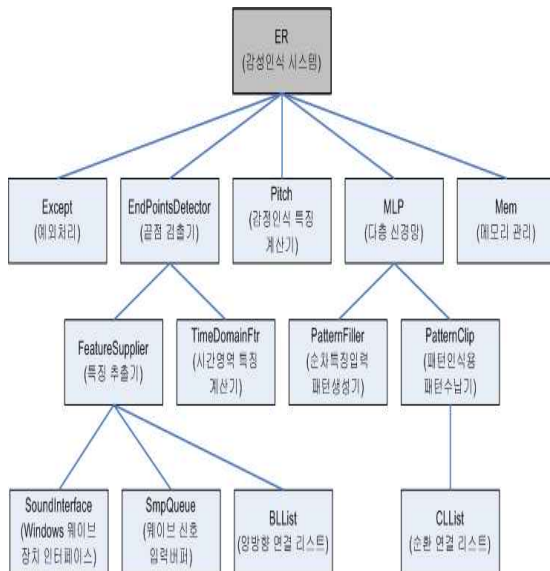 ER
(감성인식 시스템)
Except
(예외처리)
EndPointsDetector
(끝점 검출기)
Pitch
(감정인식 특징
계산기)
MLP
(다층 신경망)
Mem
(메모리 관리)
FeatureSupplier
(특징 추출기)
TimeDomainFtr
(시간영역 특징
계산기)
PatternFiller
(순차특징입력
패턴생성기)
PatternClip
(패턴인식용
패턴수납기)
SoundInterface
(Windows 웨이브
장치 인터페이스)
SmpQueue
(웨이브 신호
입력버퍼)
BLList
(양방향 연결 리스트)
CLList
(순환 연결 리스트)